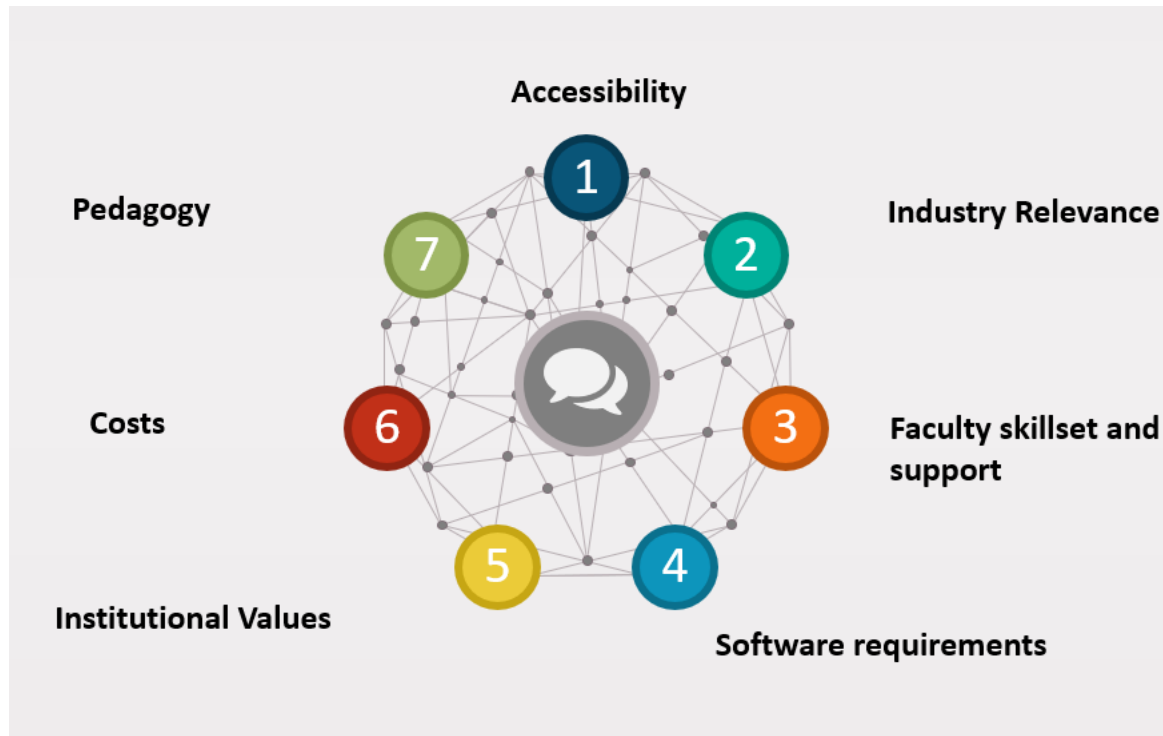 Accessibility
1
Pedagogy
Industry Relevance
7
2
Costs
6
3
Faculty skillset and
support
5
4
Institutional Values
Software requirements